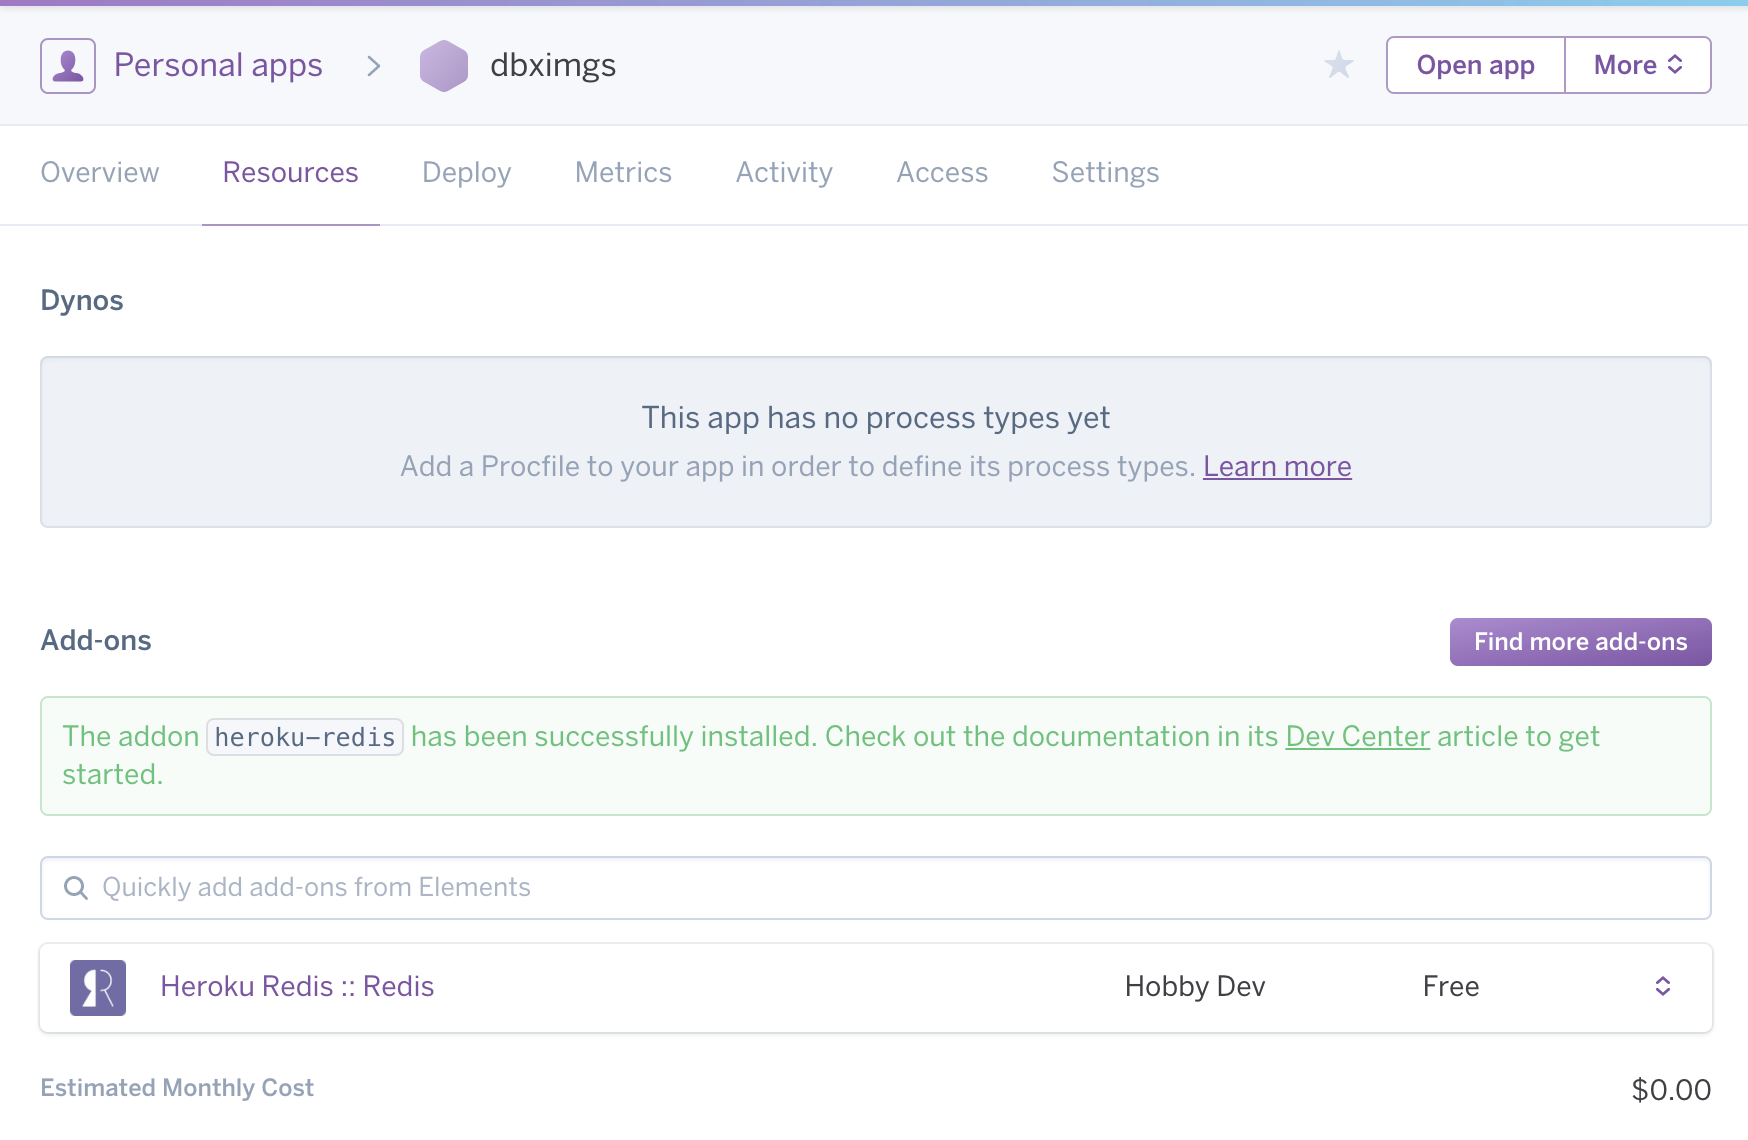 Personal apps > dbximgs
Open app
More
Overview
Resources
Deploy
Metrics
Activity
Access
Settings
Dynos
This app has no process types yet
Add a Procfile to your app in order to define its process types. Learn more
Add-ons
Find more add-ons
The addon heroku-redis has been successfully installed. Check out the documentation in its Dev Center article to get
started.
Quickly add add-ons from Elements
Heroku Redis :: Redis
Hobby Dev
Free
Estimated Monthly Cost
$0.00